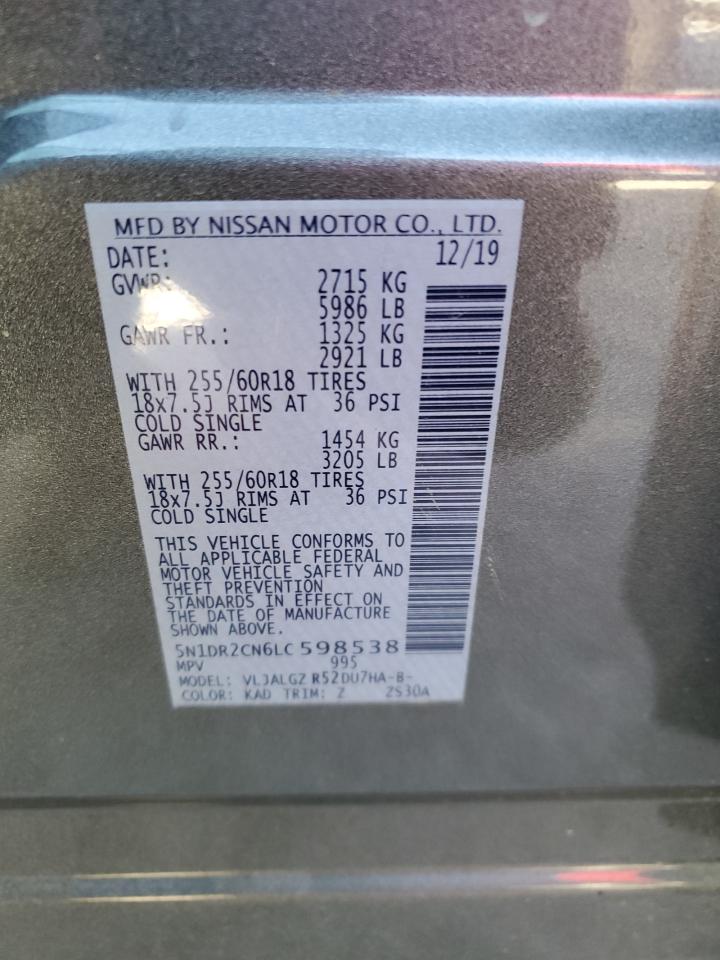 MFD BY NISSAN MOTOR CO., LTD.
DATE: 12/19
GVWR: 2715 KG
5986 LB
GAWR FR.: 1325 KG
2921 LB
WITH 255/60R18 TIRES
18x7.5J RIMS AT 36 PSI
COLD SINGLE
GAWR RR.: 1454 KG
3205 LB
WITH 255/60R18 TIRES
18x7.5J RIMS AT 36 PSI
COLD SINGLE
THIS VEHICLE CONFORMS TO
ALL APPLICABLE FEDERAL
MOTOR VEHICLE SAFETY AND
THEFT PREVENTION
STANDARDS IN EFFECT ON
THE DATE OF MANUFACTURE
SHOWN ABOVE.
5N1DR2CN6LC 598538
MPV 995
MODEL: VLJALGZ R52DU7HA-B-
COLOR: KAD TRIM: Z ZS30A